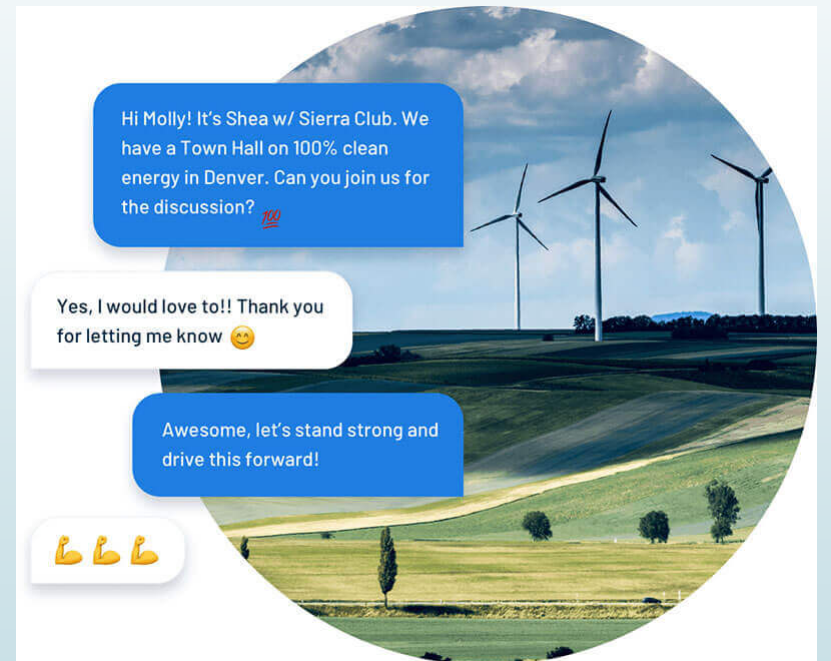 Hi Molly! It's Shea w/ Sierra Club. We
have a Town Hall on 100% clean
energy in Denver. Can you join us for
the discussion? 💯
Yes, I would love to!! Thank you
for letting me know 😊
Awesome, let's stand strong and
drive this forward!
💪💪💪